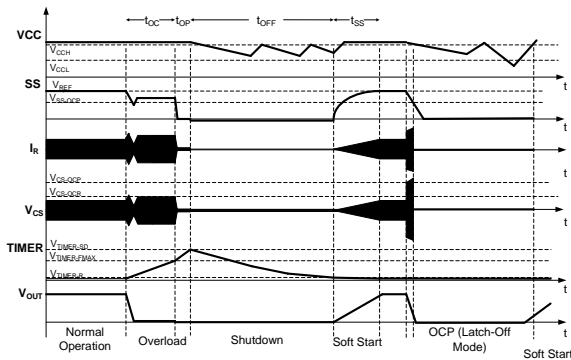 tOC tOP tOFF tSS
VCC
VCCH
VCCL
t
SS
VREF
VSS-OCP
t
IR
t
VCS-OCP
VCS-OCR
VCS
t
TIMER
VTIMER-SD
VTIMER-FMAX
VTIMER-R
t
VOUT
t
Normal Operation
Overload
Shutdown
Soft Start
OCP (Latch-Off Mode)
Soft Start